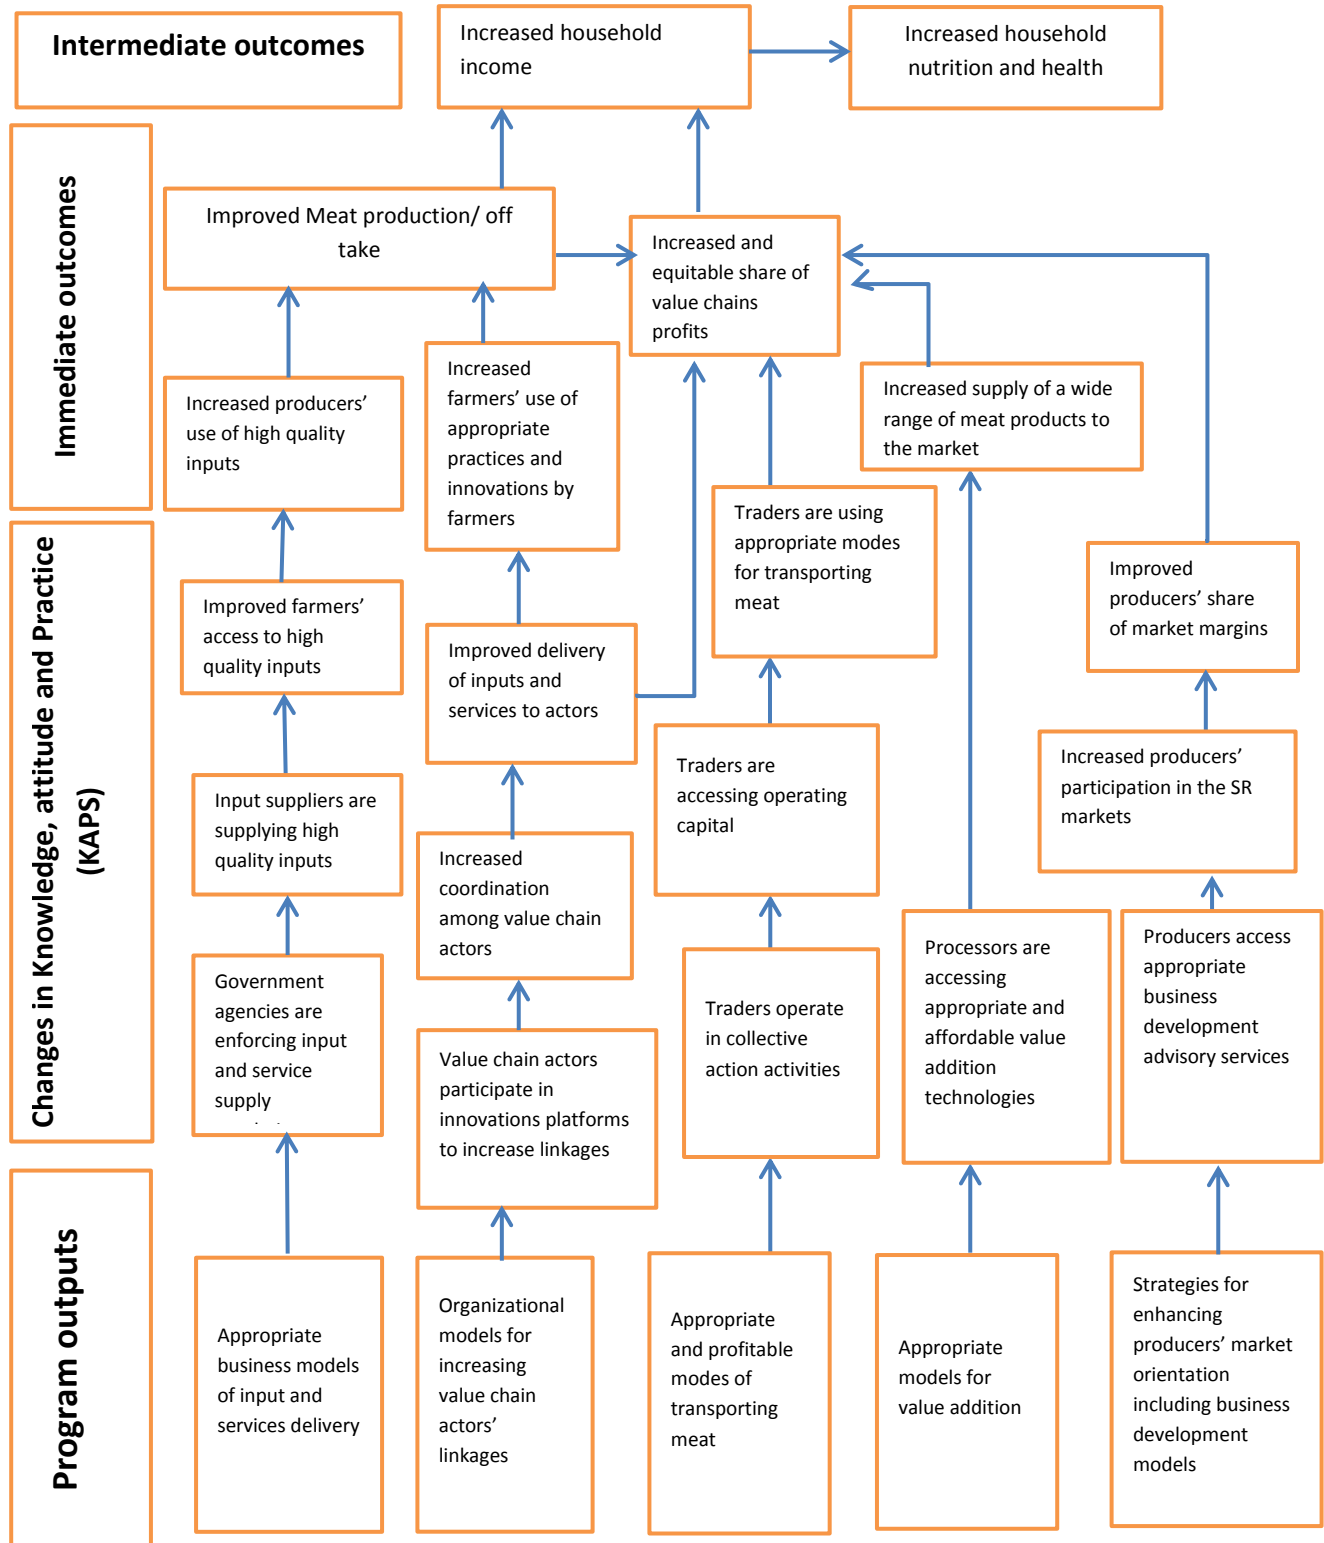 Intermediate outcomes
Increased household
income
Increased household
nutrition and health
Immediate outcomes
Improved Meat production/ off
take
Increased and
equitable share of
value chains
profits
Increased producers’
use of high quality
inputs
Increased
farmers’ use of
appropriate
practices and
innovations by
farmers
Increased supply of a wide
range of meat products to
the market
Traders are using
appropriate modes
for transporting
meat
Changes in Knowledge, attitude and Practice
(KAPS)
Improved
producers’ share
of market margins
Improved farmers’
access to high
quality inputs
Improved delivery
of inputs and
services to actors
Traders are
accessing operating
capital
Increased producers’
participation in the SR
markets
Input suppliers are
supplying high
quality inputs
Increased
coordination
among value chain
actors
Government
agencies are
enforcing input
and service
supply
Value chain actors
participate in
innovations platforms
to increase linkages
Traders operate
in collective
action activities
Processors are
accessing
appropriate and
affordable value
addition
technologies
Producers access
appropriate
business
development
advisory services
Program outputs
Appropriate
business models
of input and
services delivery
Organizational
models for
increasing
value chain
actors’
linkages
Appropriate
and profitable
modes of
transporting
meat
Appropriate
models for
value addition
Strategies for
enhancing
producers’ market
orientation
including business
development
models